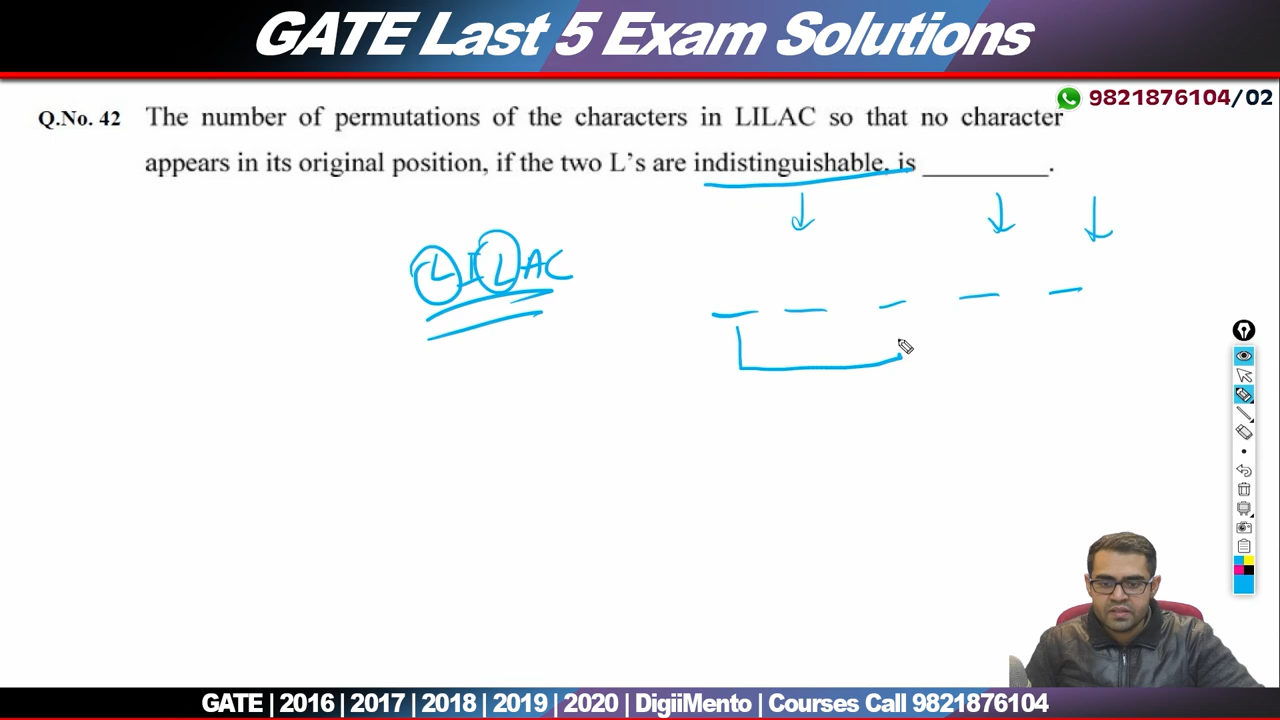 GATE Last 5 Exam Solutions
9821876104/02
Q.No. 42 The number of permutations of the characters in LILAC so that no character
appears in its original position, if the two L's are indistinguishable, is __________.
LILAC
GATE | 2016 | 2017 | 2018 | 2019 | 2020 | DigiiMento | Courses Call 9821876104